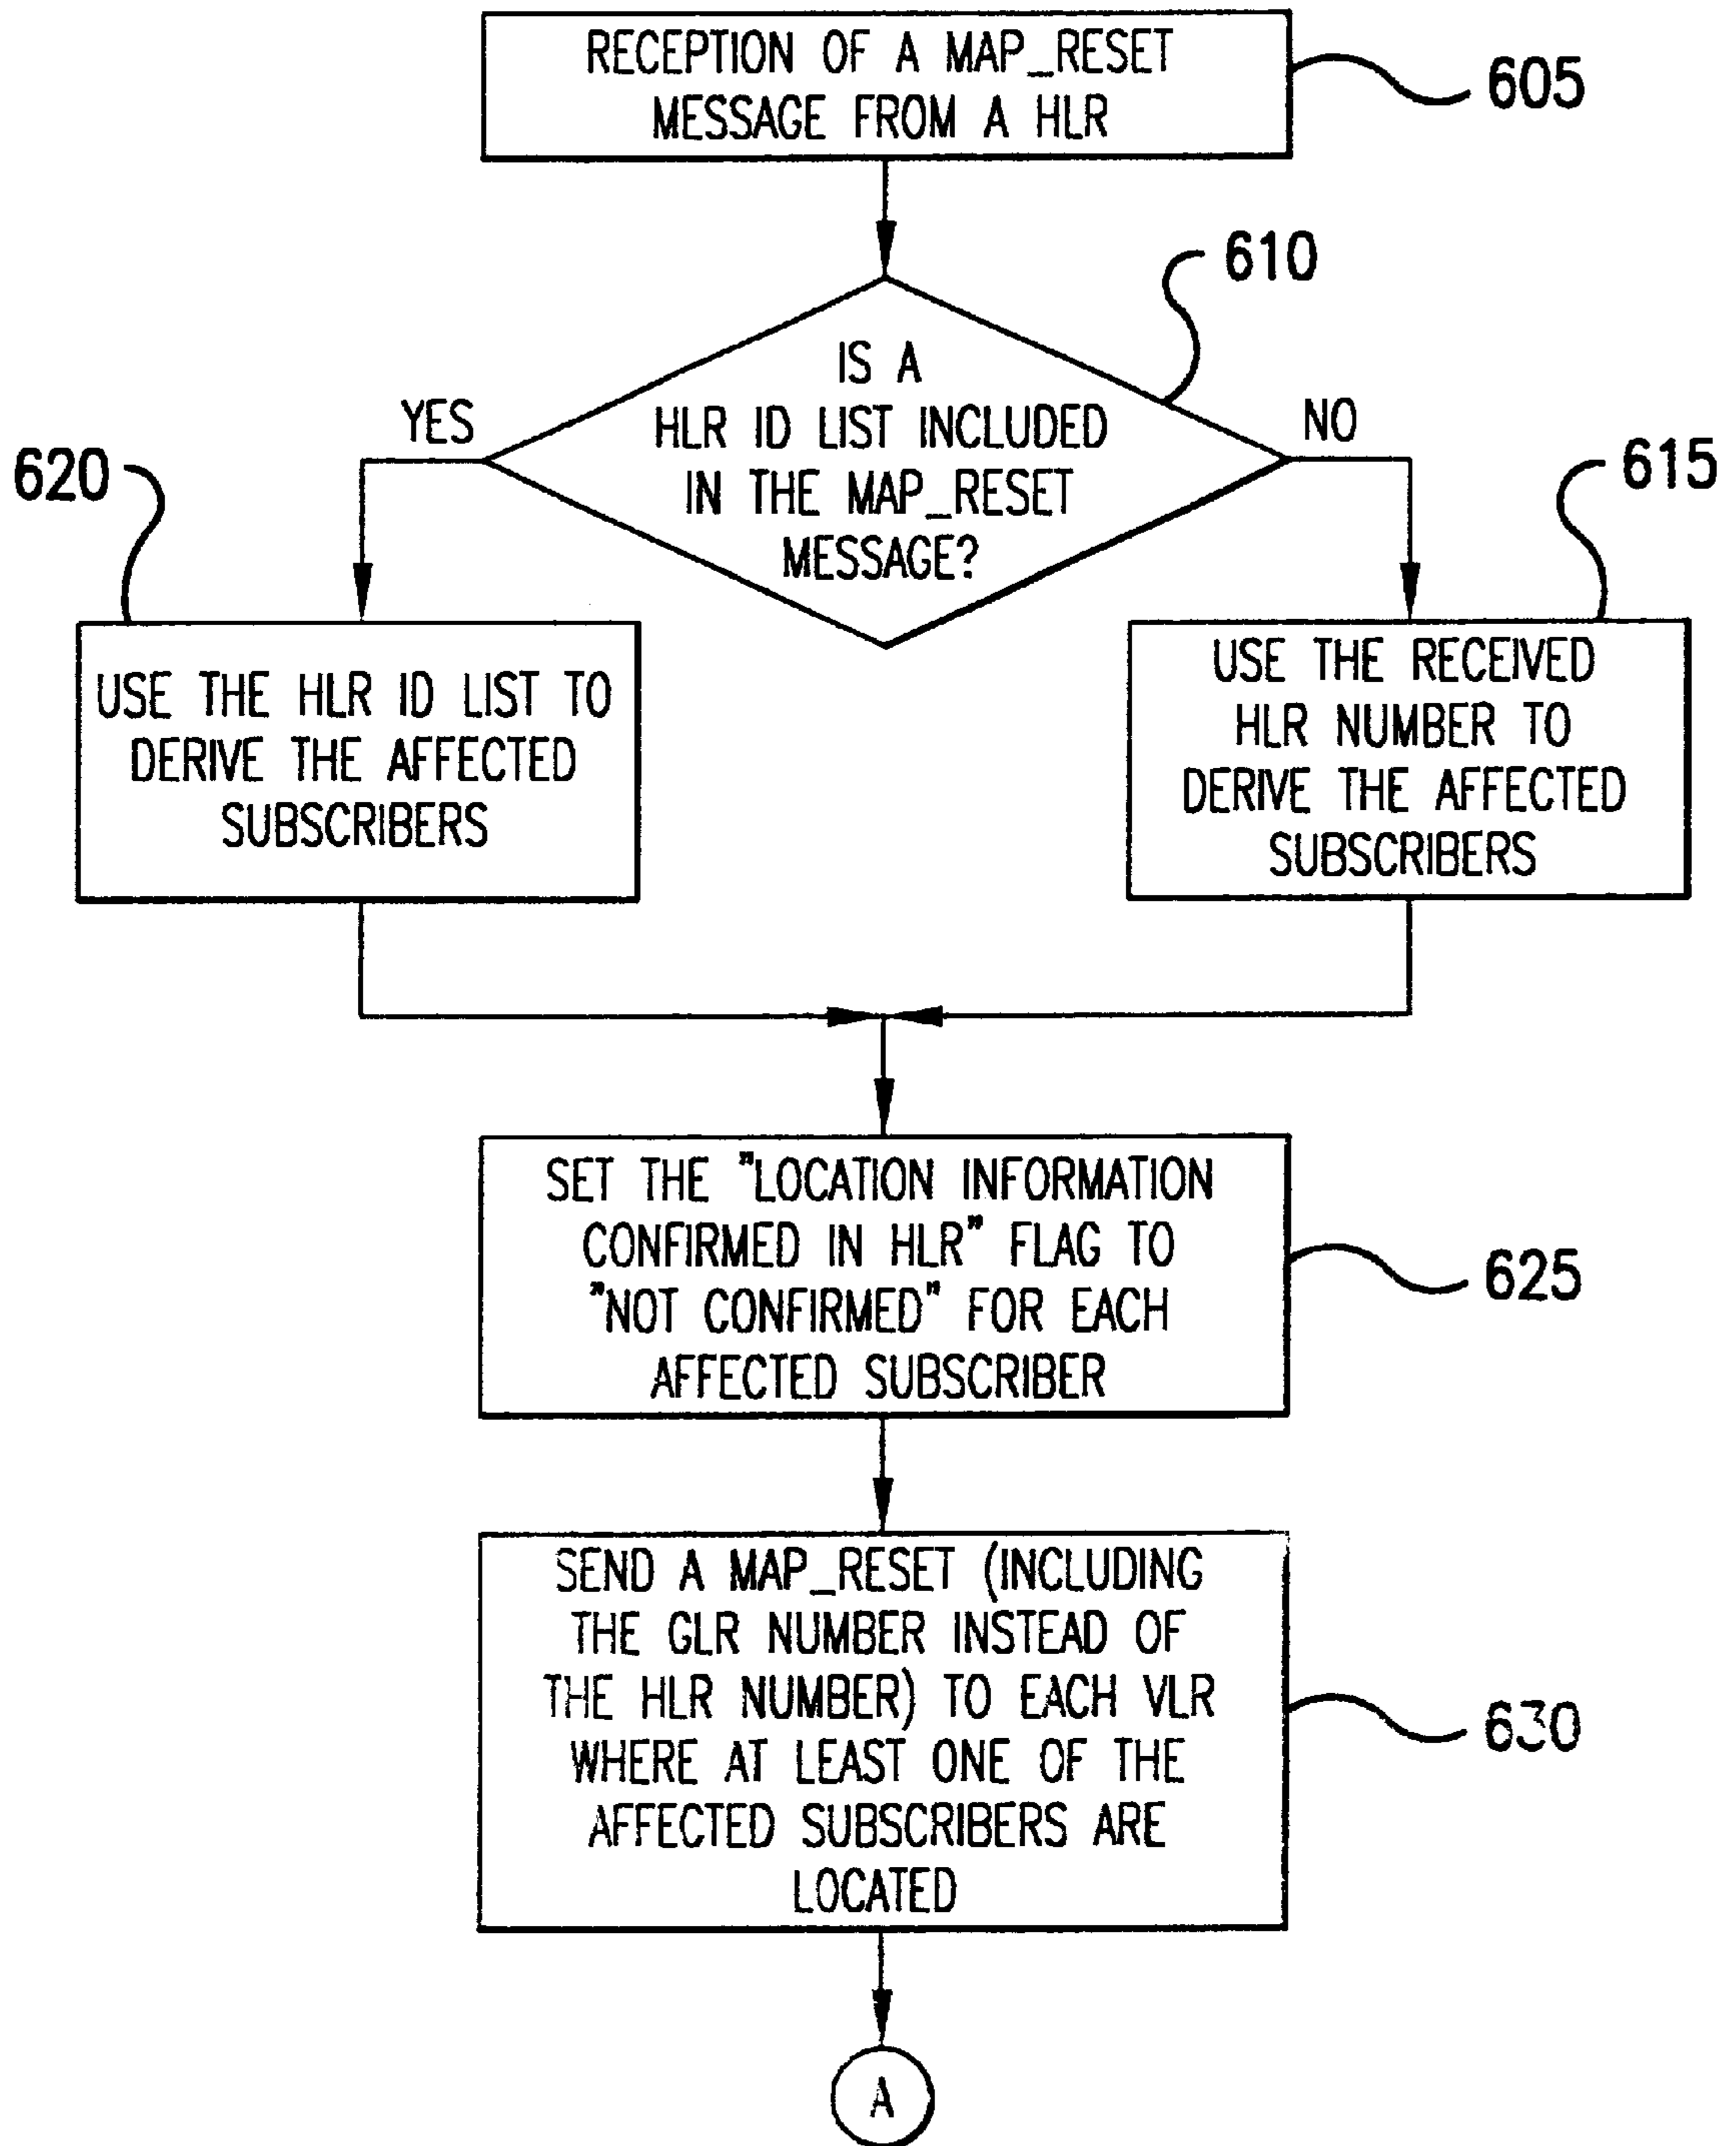 RECEPTION OF A MAP_RESET
MESSAGE FROM A HLR
605
610
IS A
HLR ID LIST INCLUDED
IN THE MAP_RESET
MESSAGE?
YES
NO
620
615
USE THE HLR ID LIST TO
DERIVE THE AFFECTED
SUBSCRIBERS
USE THE RECEIVED
HLR NUMBER TO
DERIVE THE AFFECTED
SUBSCRIBERS
SET THE "LOCATION INFORMATION
CONFIRMED IN HLR" FLAG TO
"NOT CONFIRMED" FOR EACH
AFFECTED SUBSCRIBER
625
SEND A MAP_RESET (INCLUDING
THE GLR NUMBER INSTEAD OF
THE HLR NUMBER) TO EACH VLR
WHERE AT LEAST ONE OF THE
AFFECTED SUBSCRIBERS ARE
LOCATED
630
A